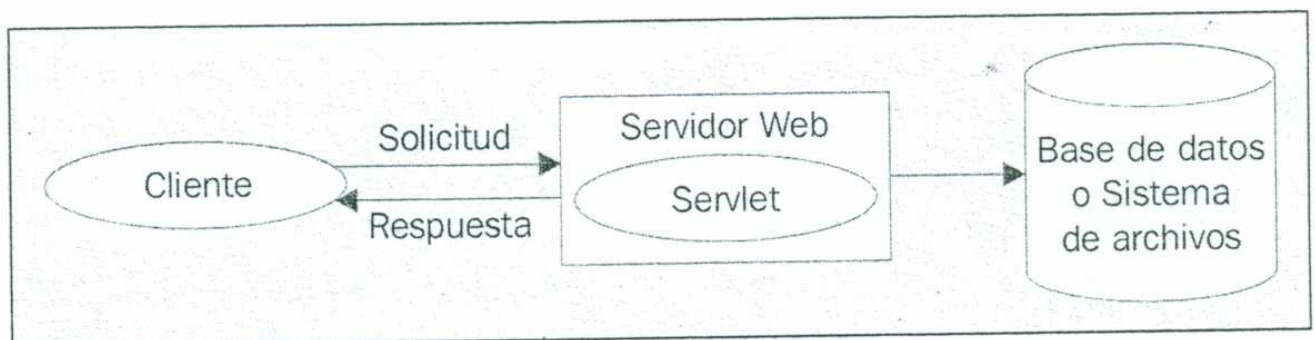 Cliente
Solicitud
Respuesta
Servidor Web
Servlet
Base de datos
o Sistema
de archivos